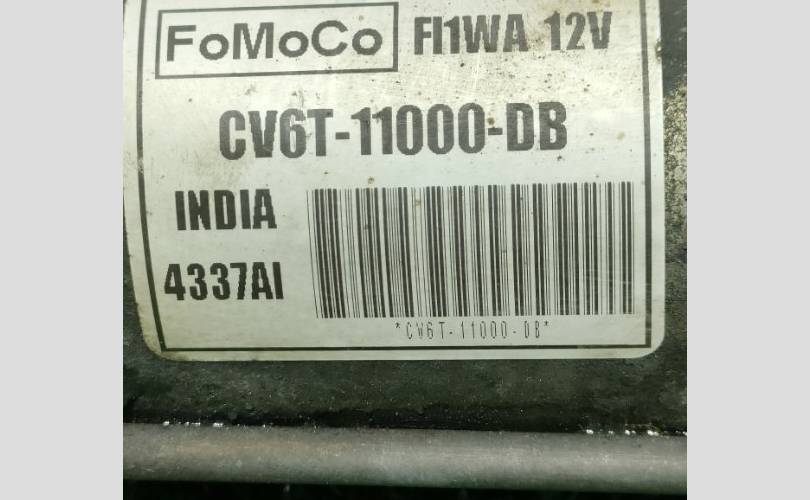 FoMoCo FI1WA 12V
CV6T-11000-DB
INDIA
4337AI
*CV6T-11000-DB*